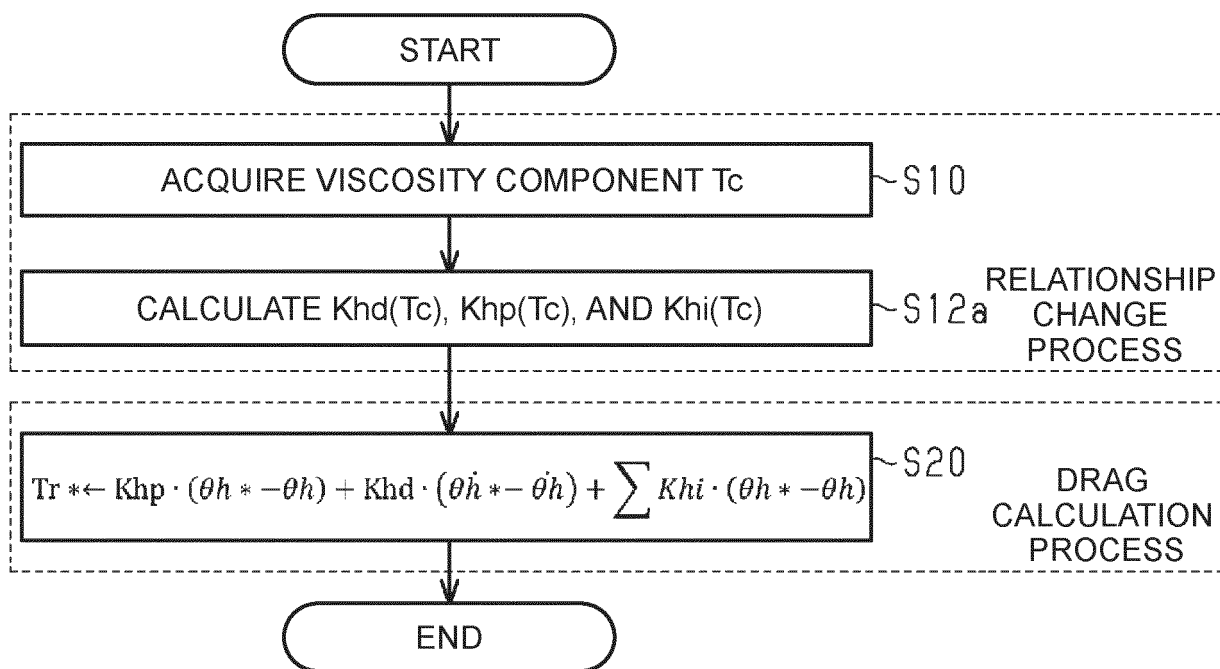 START
ACQUIRE VISCOSITY COMPONENT Tc
S10
CALCULATE Khd(Tc), Khp(Tc), AND Khi(Tc)
S12a
RELATIONSHIP
CHANGE
PROCESS
Tr *← Khp · (θh * −θh) + Khd · (θḣ *− θḣ) + ∑ Khi · (θh * −θh)
S20
DRAG
CALCULATION
PROCESS
END